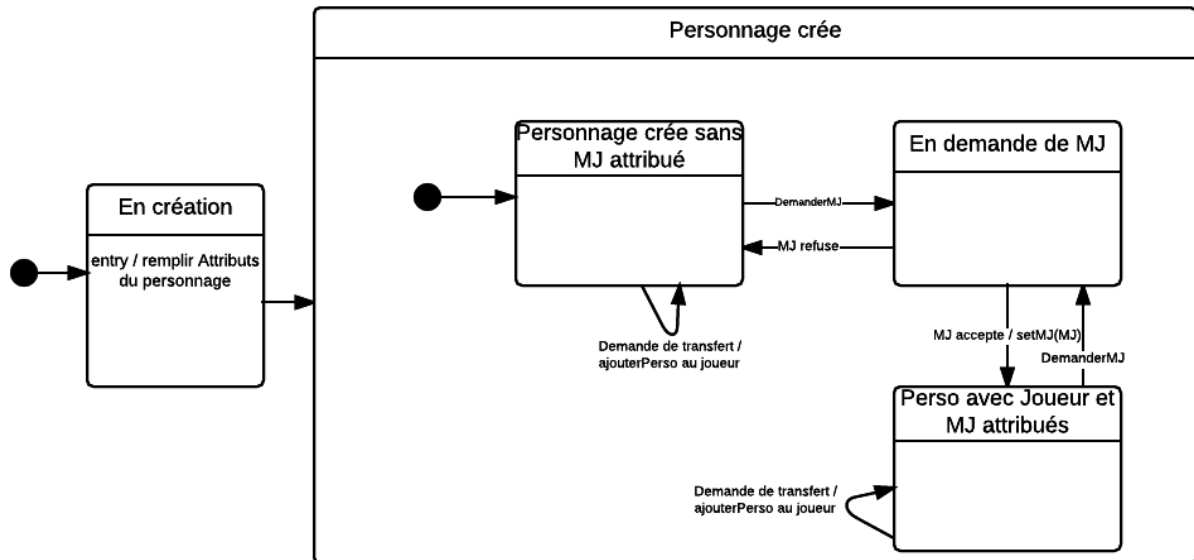 Personnage crée
Personnage crée sans
MJ attribué
En demande de MJ
En création
entry / remplir Attributs
du personnage
DemanderMJ
MJ refuse
Demande de transfert /
ajouterPerso au joueur
MJ accepte / setMJ(MJ)
DemanderMJ
Perso avec Joueur et
MJ attribués
Demande de transfert /
ajouterPerso au joueur